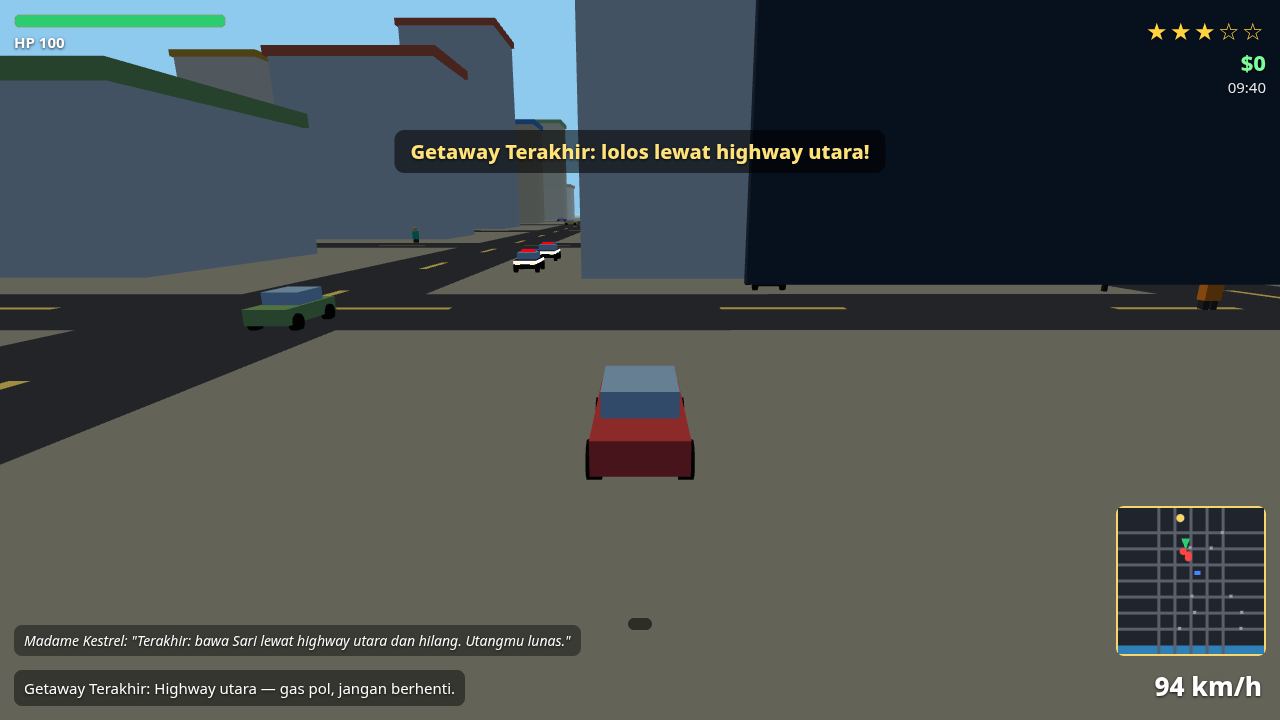 HP 100
★★★☆☆
$0
09:40
Getaway Terakhir: lolos lewat highway utara!
Madame Kestrel: "Terakhir: bawa Sari lewat highway utara dan hilang. Utangmu lunas."
Getaway Terakhir: Highway utara — gas pol, jangan berhenti.
94 km/h